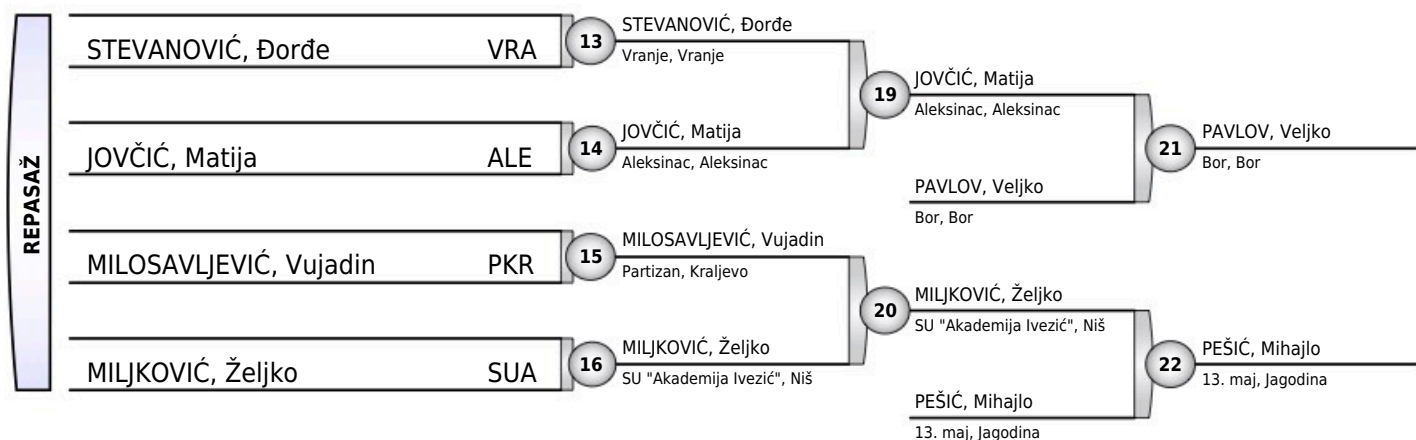 REPASAŽ
STEVANOVIĆ, Đorđe VRA
13
STEVANOVIĆ, Đorđe
Vranje, Vranje
JOVČIĆ, Matija ALE
14
JOVČIĆ, Matija
Aleksinac, Aleksinac
MILOSAVLJEVIĆ, Vujadin PKR
15
MILOSAVLJEVIĆ, Vujadin
Partizan, Kraljevo
MILJKOVIĆ, Željko SUA
16
MILJKOVIĆ, Željko
SU "Akademija Ivezić", Niš
19
JOVČIĆ, Matija
Aleksinac, Aleksinac
PAVLOV, Veljko
Bor, Bor
20
MILJKOVIĆ, Željko
SU "Akademija Ivezić", Niš
PEŠIĆ, Mihajlo
13. maj, Jagodina
21
PAVLOV, Veljko
Bor, Bor
22
PEŠIĆ, Mihajlo
13. maj, Jagodina